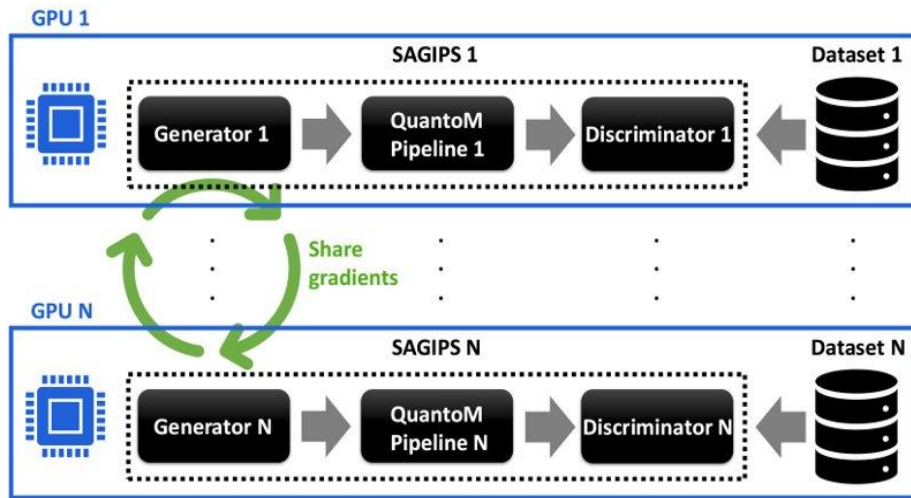 GPU 1
SAGIPS 1
Dataset 1
Generator 1
QuantoM
Pipeline 1
Discriminator 1
Share
gradients
GPU N
SAGIPS N
Dataset N
Generator N
QuantoM
Pipeline N
Discriminator N